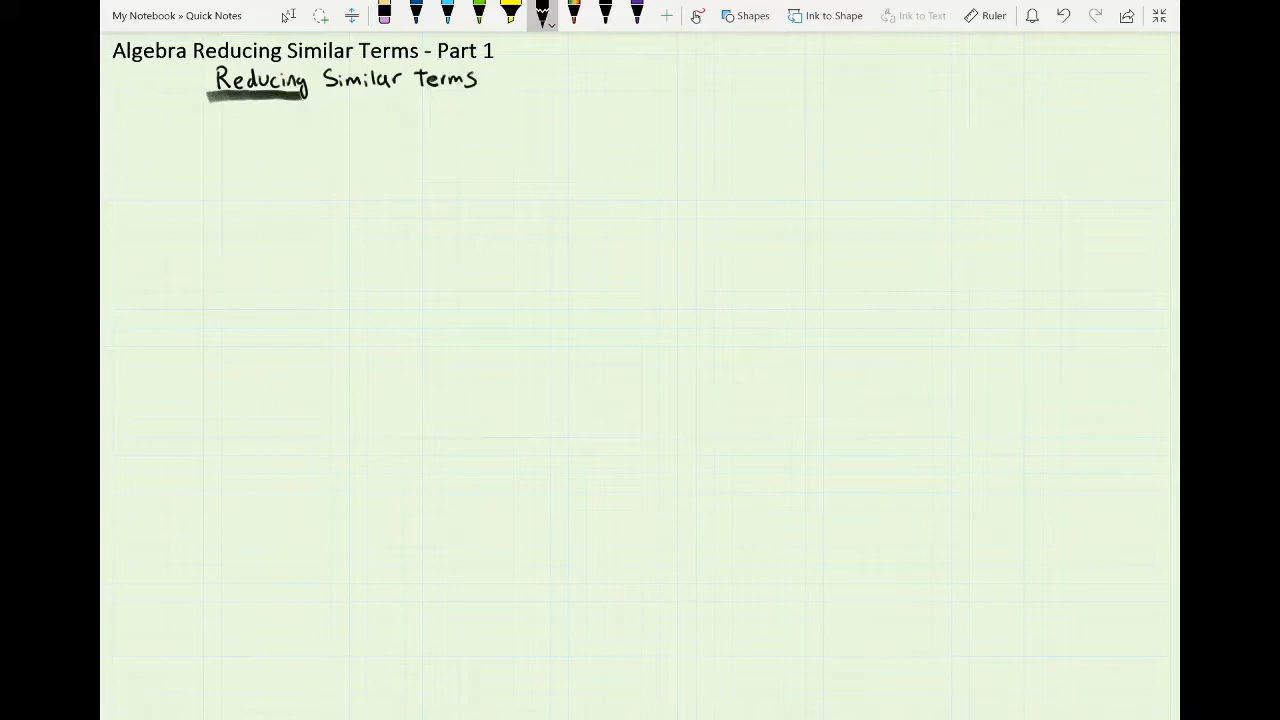 My Notebook » Quick Notes Shapes Ink to Shape Ink to Text Ruler
Algebra Reducing Similar Terms - Part 1
Reducing Similar terms